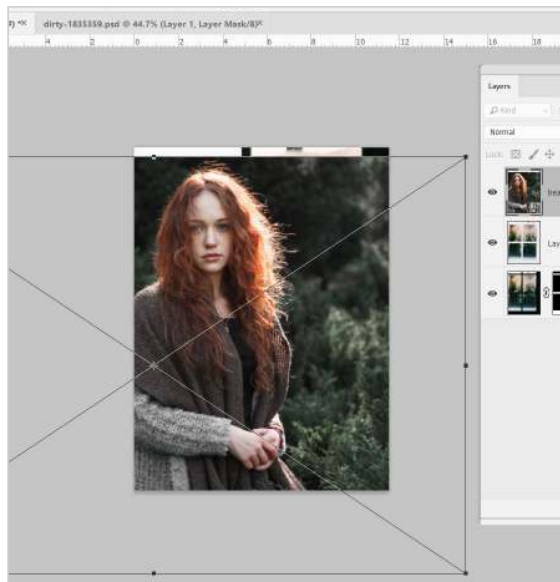 dirty-1835359.psd @ 44.7% (Layer 1, Layer Mask/8)
4 2 0 2 4 6 8 10 12 14 16 18
Layers
Kind
Normal
Lock: